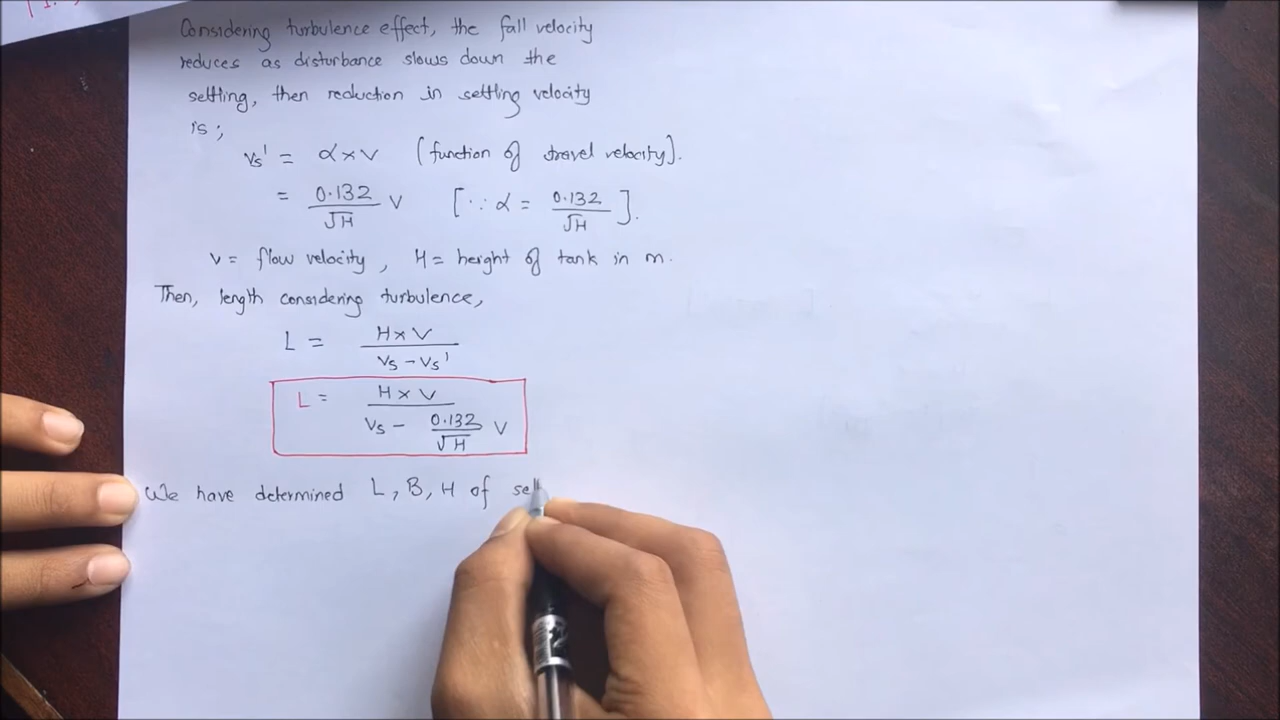 Considering turbulence effect, the fall velocity
reduces as disturbance slows down the
settling, then reduction in settling velocity
is;
Vs' = α×V (function of travel velocity).
= 0.132/√H V [∵ α = 0.132/√H].
V = flow velocity, H = height of tank in m.
Then, length considering turbulence,
L = H×V / Vs - Vs'
L = H×V / Vs - 0.132/√H V
We have determined L, B, H of set